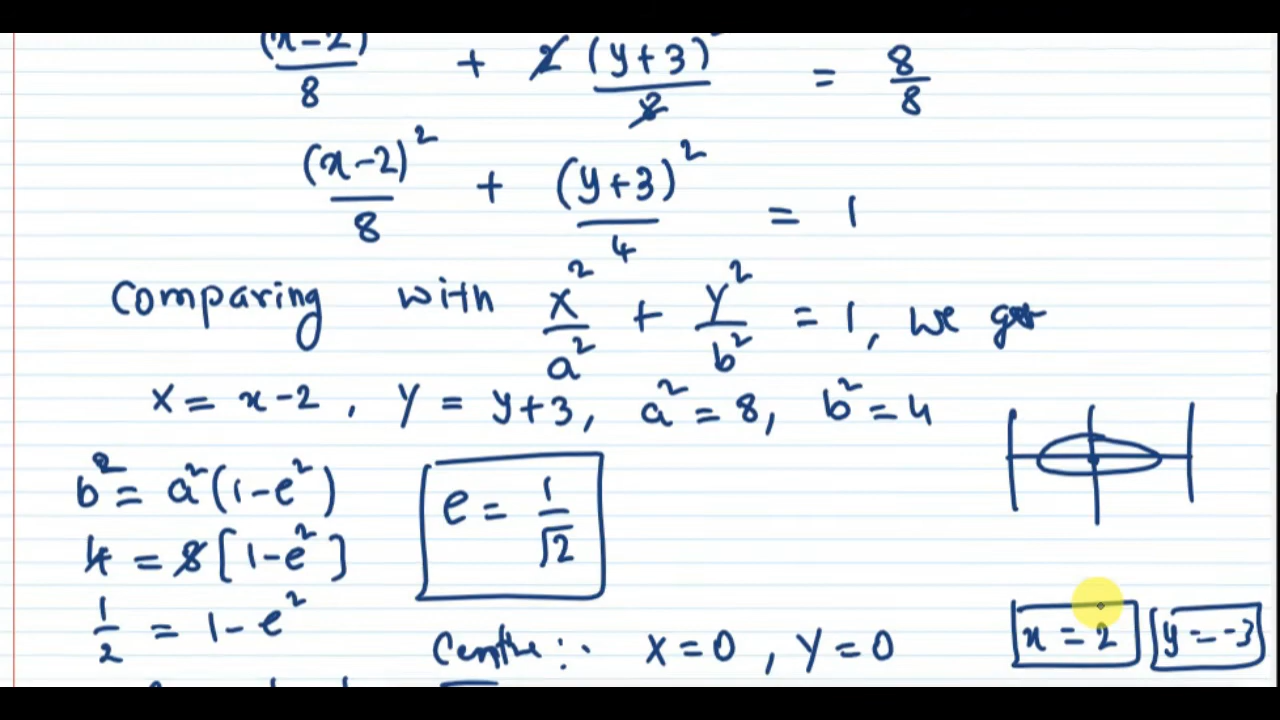 (x-2)/8 + 2(y+3)²/8 = 8/8
(x-2)²/8 + (y+3)²/4 = 1
Comparing with X²/a² + Y²/b² = 1, we get
X = x-2, Y = y+3, a² = 8, b² = 4
b² = a²(1-e²)
e = 1/√2
4 = 8[1-e²]
1/2 = 1-e²
Centre :- X=0, Y=0
x = 2
y = -3